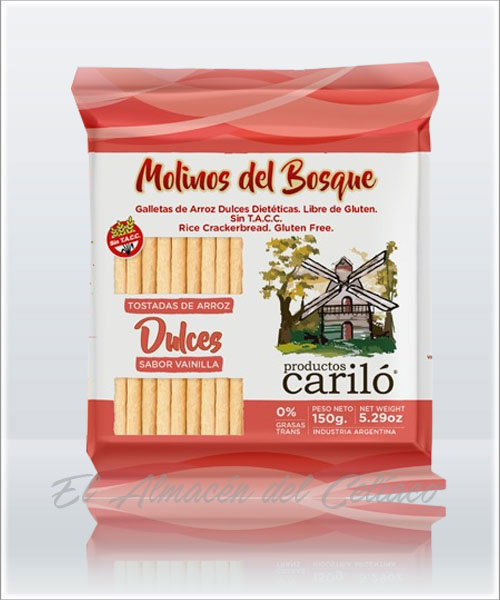 Molinos del Bosque
Galletas de Arroz Dulces Dietéticas. Libre de Gluten.
Sin T.A.C.C.
Rice Crackerbread. Gluten Free.
Sin T.A.C.C.
TOSTADAS DE ARROZ
Dulces
SABOR VAINILLA
productos
cariló®
0%
GRASAS
TRANS
PESO NETO
150g.
NET WEIGHT
5.29oz
INDUSTRIA ARGENTINA
El Almacén del Celíaco